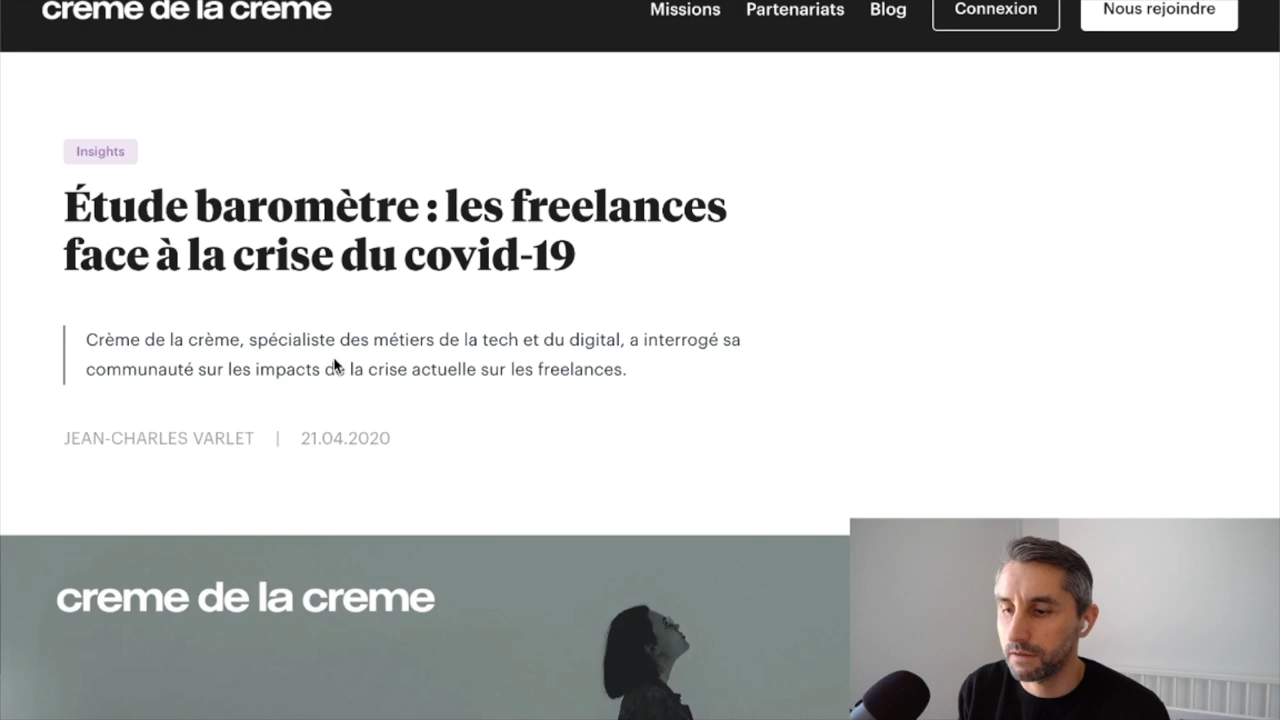 creme de la creme
Missions
Partenariats
Blog
Connexion
Nous rejoindre
Insights
Étude baromètre : les freelances
face à la crise du covid-19
Crème de la crème, spécialiste des métiers de la tech et du digital, a interrogé sa
communauté sur les impacts de la crise actuelle sur les freelances.
JEAN-CHARLES VARLET | 21.04.2020
creme de la creme